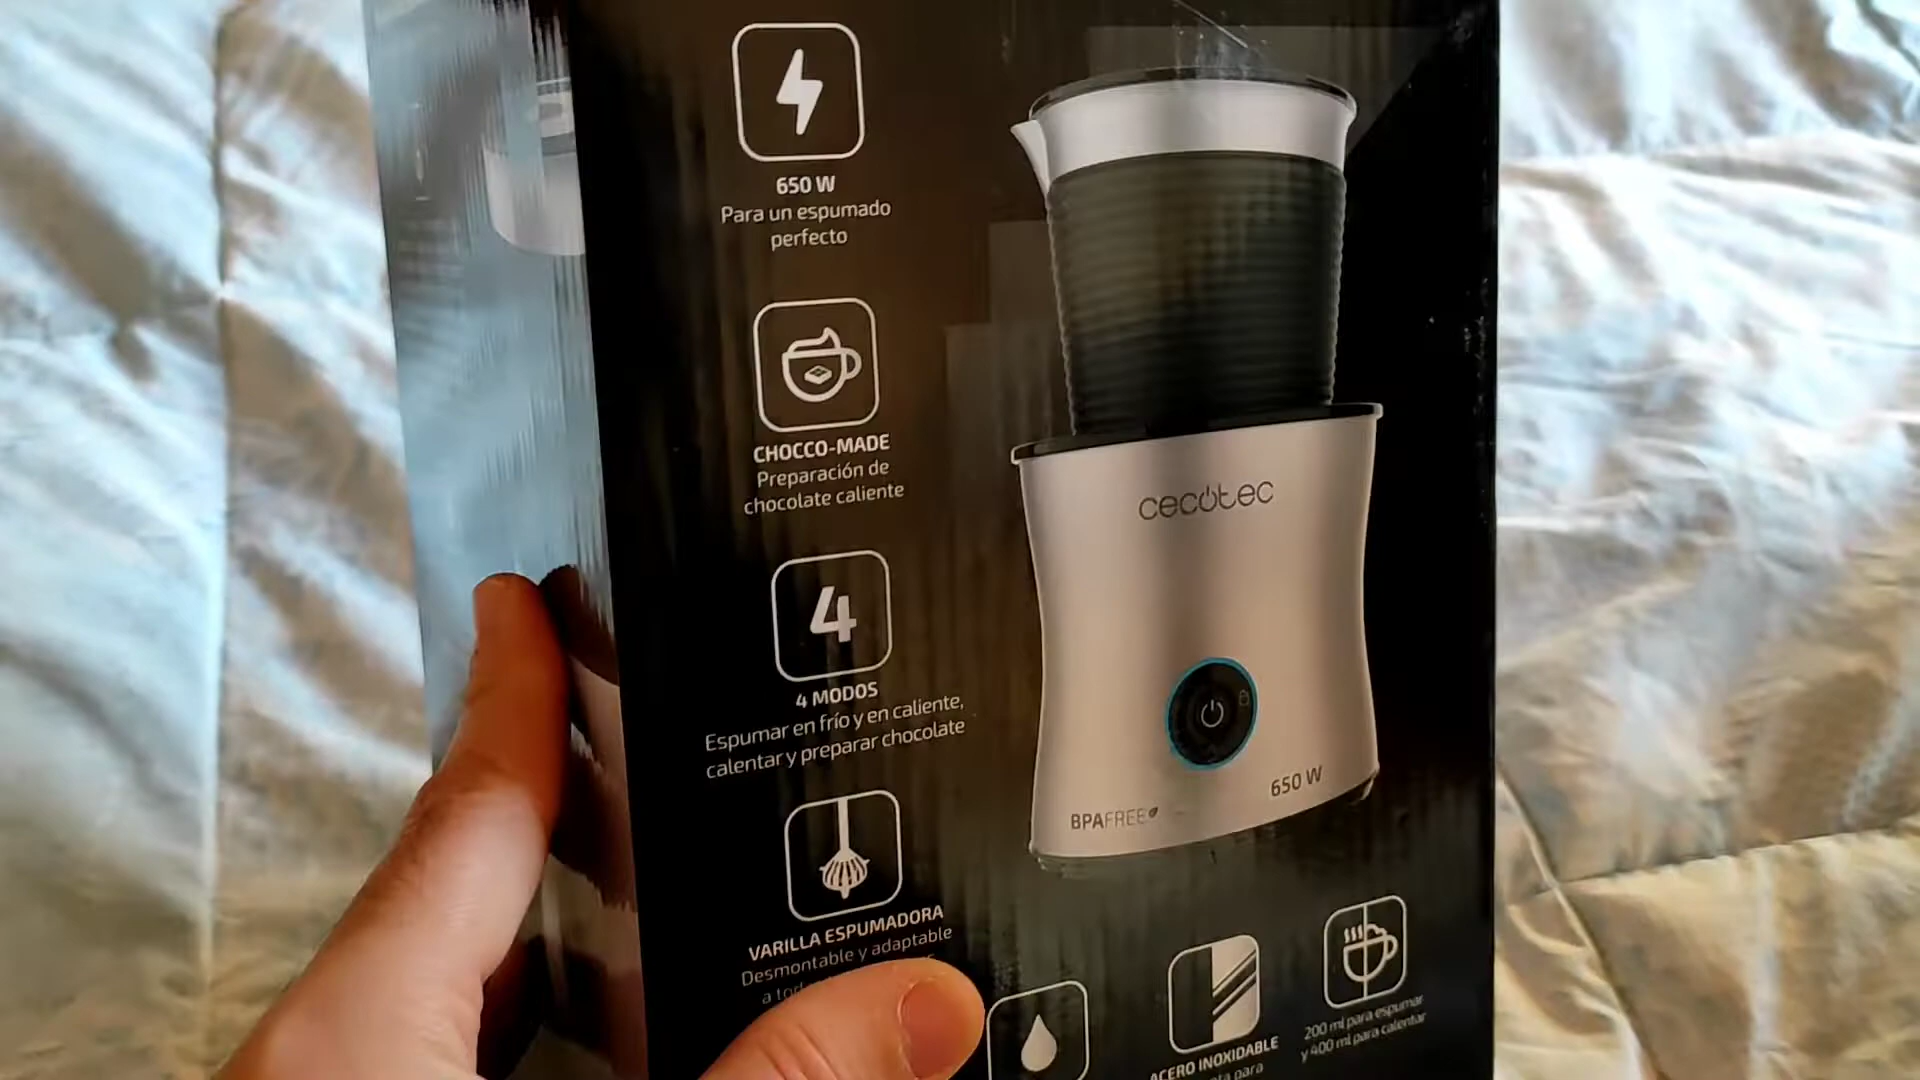 650 W
Para un espumado
perfecto
CHOCCO-MADE
Preparación de
chocolate caliente
4
4 MODOS
Espumar en frío y en caliente,
calentar y preparar chocolate
VARILLA ESPUMADORA
Desmontable y adaptable
a
cecotec
BPAFREE
650 W
ACERO INOXIDABLE
para
200 ml para espumar
y 400 ml para calentar